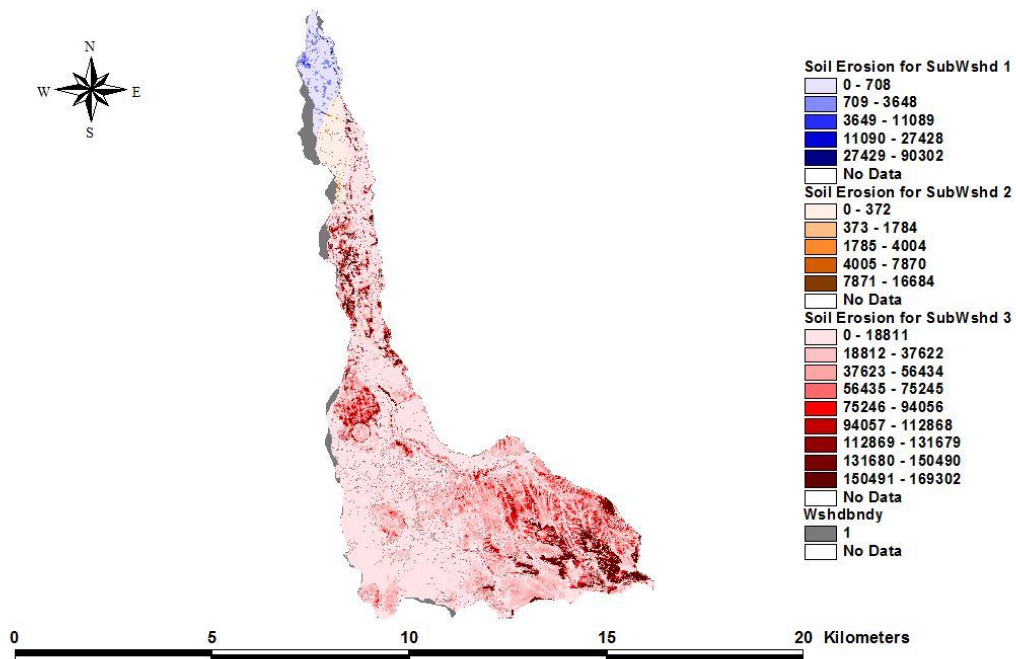 N
W E
S
Soil Erosion for SubWshd 1
0 - 708
709 - 3648
3649 - 11089
11090 - 27428
27429 - 90302
No Data
Soil Erosion for SubWshd 2
0 - 372
373 - 1784
1785 - 4004
4005 - 7870
7871 - 16684
No Data
Soil Erosion for SubWshd 3
0 - 18811
18812 - 37622
37623 - 56434
56435 - 75245
75246 - 94056
94057 - 112868
112869 - 131679
131680 - 150490
150491 - 169302
No Data
Wshdbndy
1
No Data
0 5 10 15 20 Kilometers